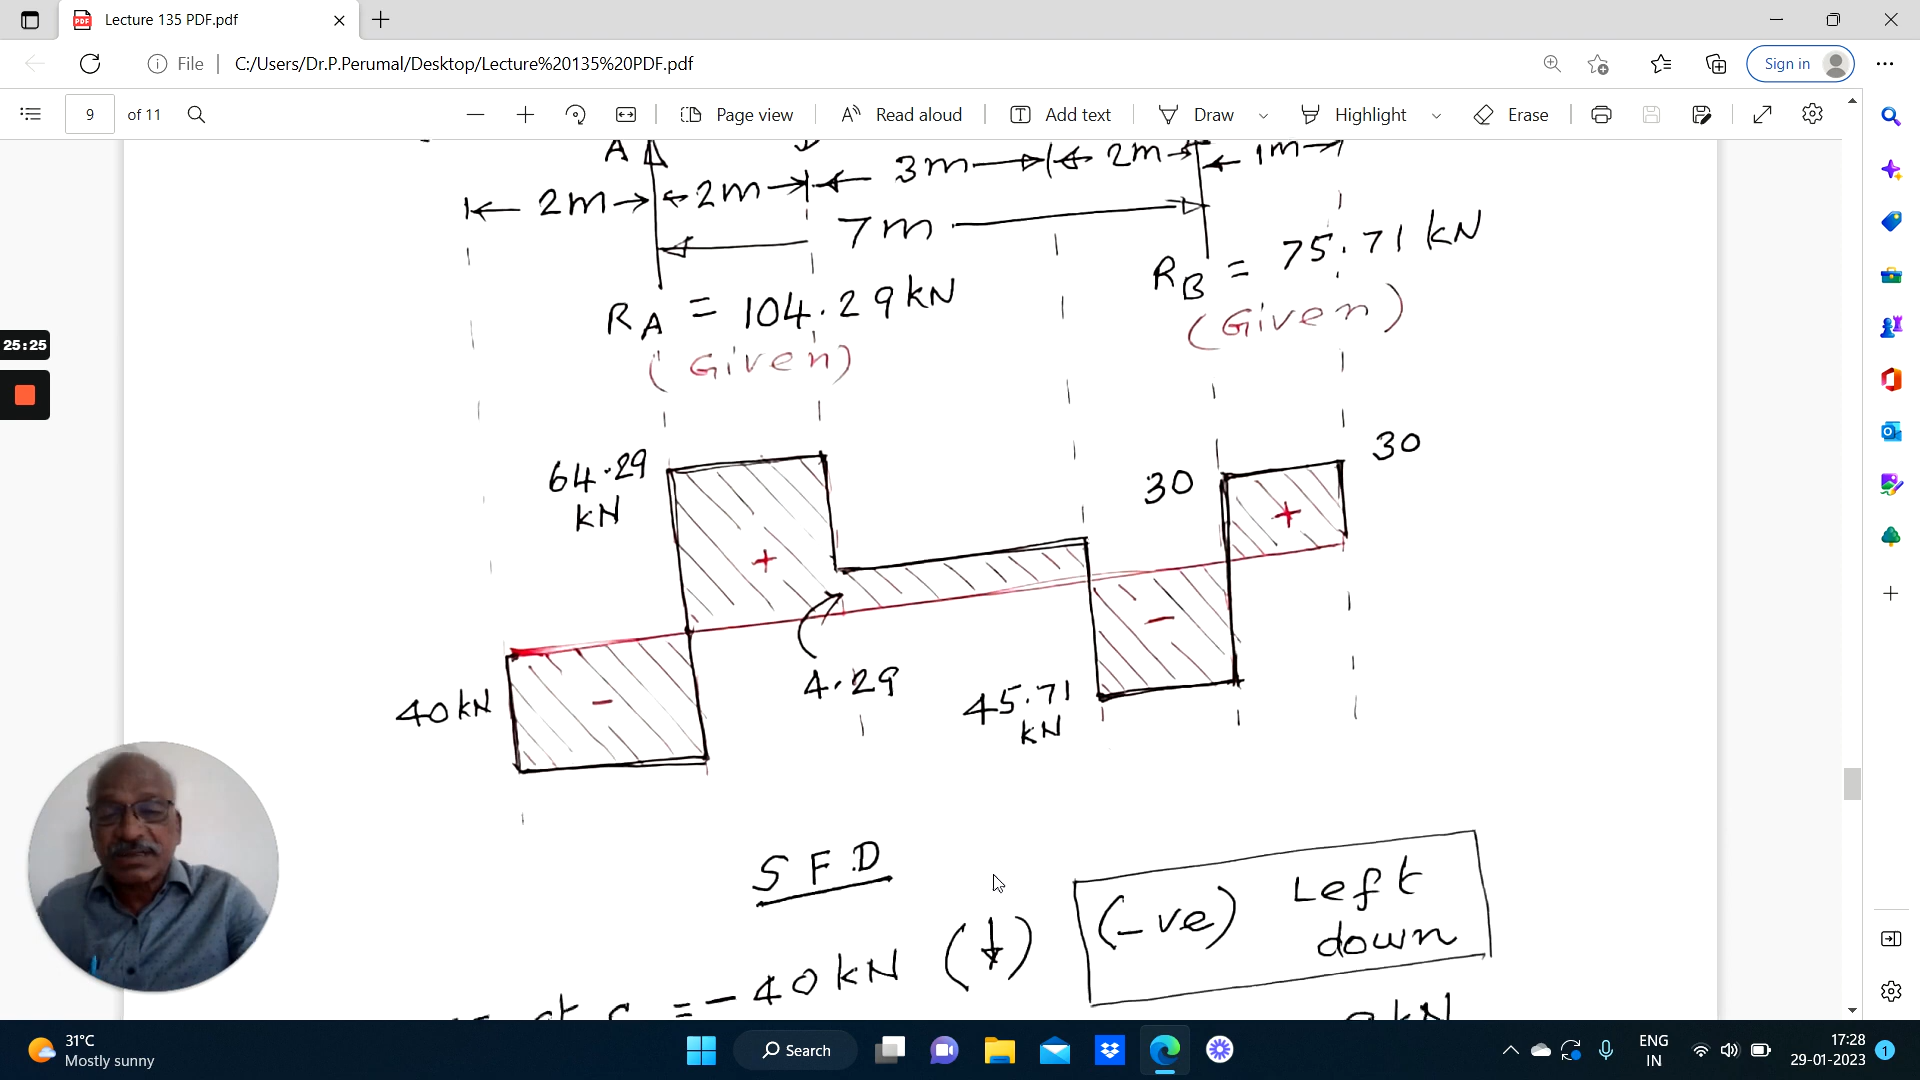 Lecture 135 PDF.pdf
File
C:/Users/Dr.P.Perumal/Desktop/Lecture%20135%20PDF.pdf
Sign in
9 of 11
Page view
Read aloud
Add text
Draw
Highlight
Erase
A
2m
2m
3m
2m
1m
7m
RA = 104.29 kN
(Given)
RB = 75.71 kN
(Given)
25:25
64.29
kN
+
30
30
+
-
40 kN
-
4.29
45.71
kN
SFD
(-ve) Left
down
= - 40 kN (↓)
kN
31°C
Mostly sunny
Search
ENG
IN
17:28
29-01-2023
1